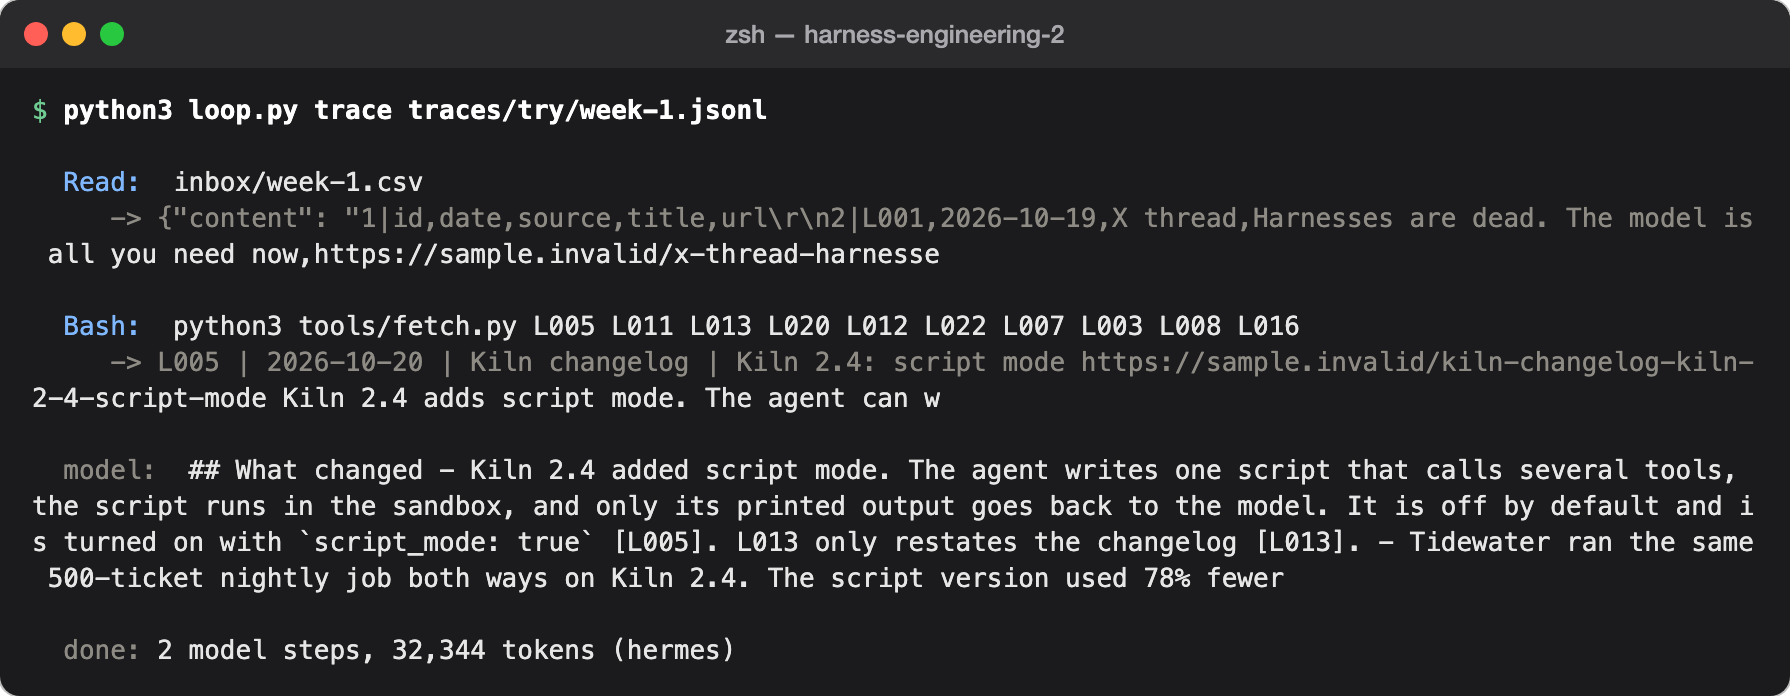 zsh — harness-engineering-2
$ python3 loop.py trace traces/try/week-1.jsonl
Read:  inbox/week-1.csv
-> {"content": "1|id,date,source,title,url\r\n2|L001,2026-10-19,X thread,Harnesses are dead. The model is
all you need now,https://sample.invalid/x-thread-harnesse
Bash:  python3 tools/fetch.py L005 L011 L013 L020 L012 L022 L007 L003 L008 L016
-> L005 | 2026-10-20 | Kiln changelog | Kiln 2.4: script mode https://sample.invalid/kiln-changelog-kiln-
2-4-script-mode Kiln 2.4 adds script mode. The agent can w
model:  ## What changed - Kiln 2.4 added script mode. The agent writes one script that calls several tools,
the script runs in the sandbox, and only its printed output goes back to the model. It is off by default and i
s turned on with `script_mode: true` [L005]. L013 only restates the changelog [L013]. - Tidewater ran the same
500-ticket nightly job both ways on Kiln 2.4. The script version used 78% fewer
done: 2 model steps, 32,344 tokens (hermes)